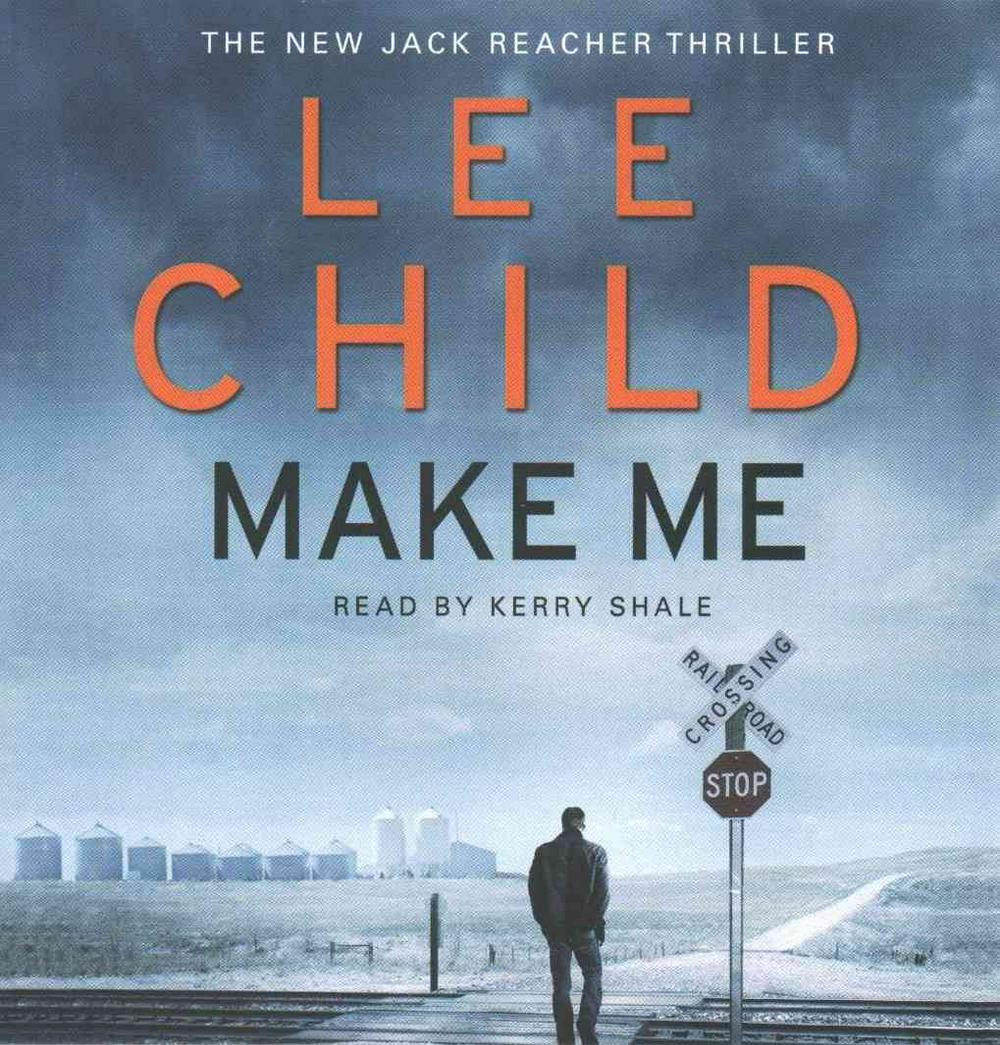 THE NEW JACK REACHER THRILLER
LEE
CHILD
MAKE ME
READ BY KERRY SHALE
RAILROAD
CROSSING
STOP